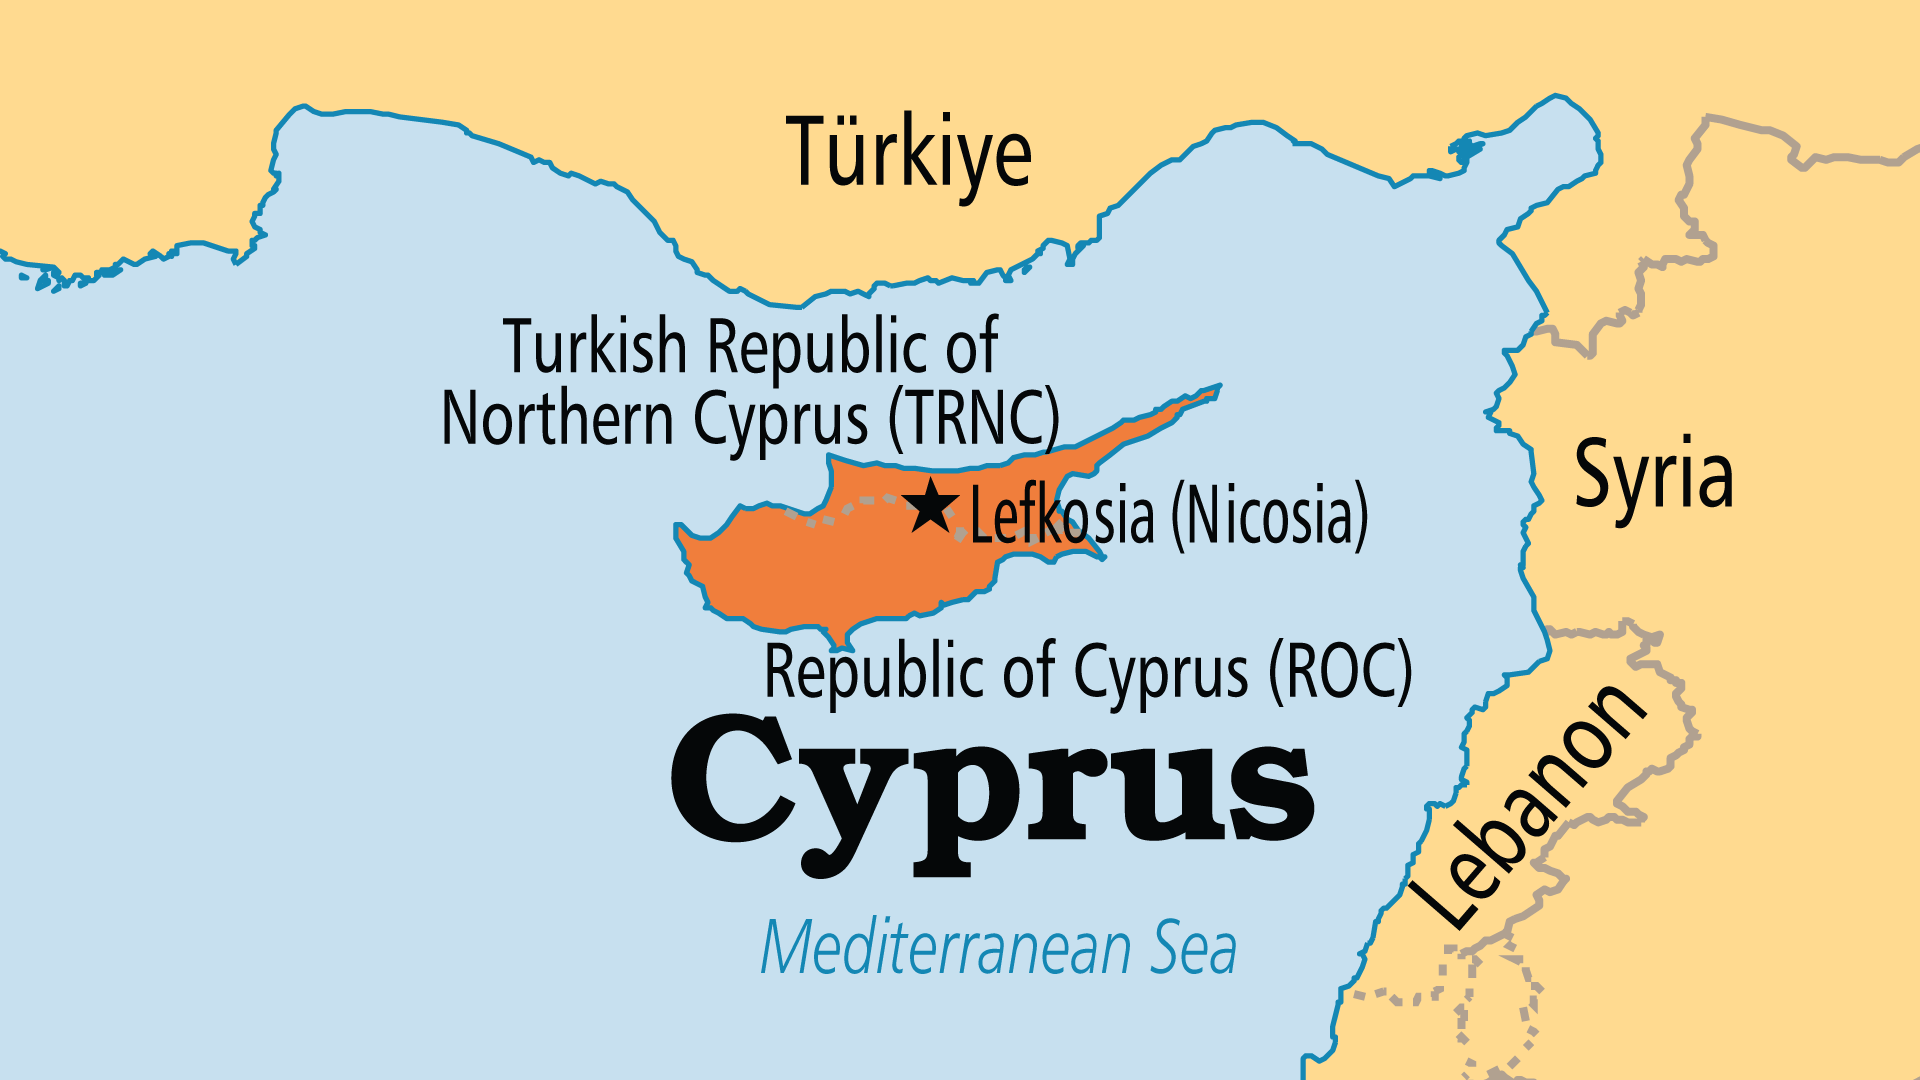 Türkiye
Turkish Republic of
Northern Cyprus (TRNC)
Syria
Lefkosia (Nicosia)
Republic of Cyprus (ROC)
Lebanon
Cyprus
Mediterranean Sea